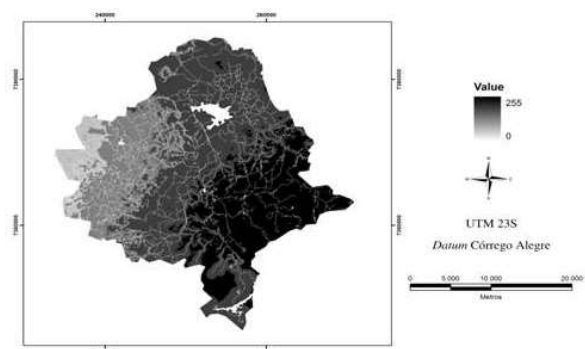 240000
260000
Value
255
0
UTM 23S
Datum Córrego Alegre
0 5 000 10 000 20 000
Metros